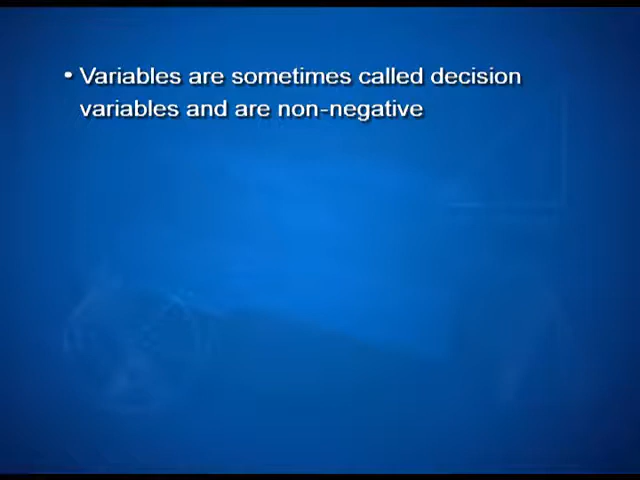 • Variables are sometimes called decision
variables and are non-negative